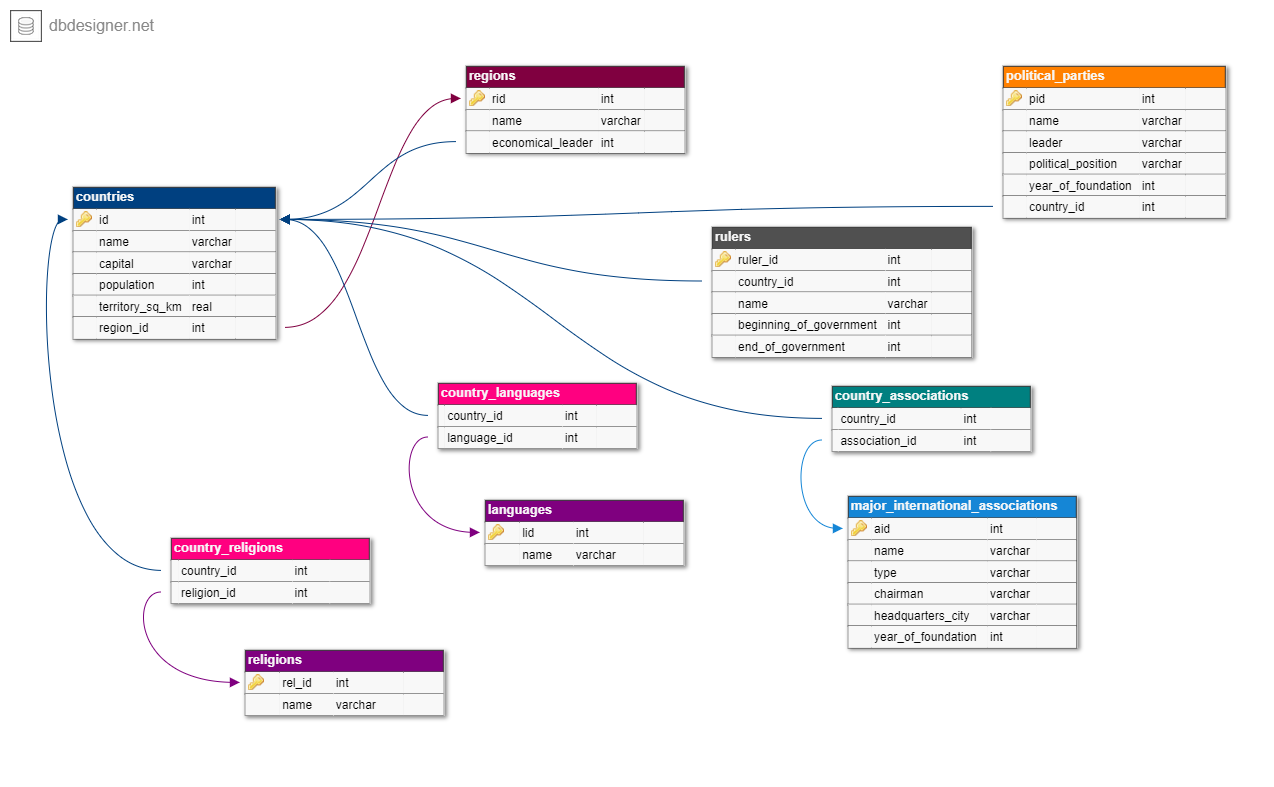 dbdesigner.net
regions
rid int
name varchar
economical_leader int
political_parties
pid int
name varchar
leader varchar
political_position varchar
year_of_foundation int
country_id int
countries
id int
name varchar
capital varchar
population int
territory_sq_km real
region_id int
rulers
ruler_id int
country_id int
name varchar
beginning_of_government int
end_of_government int
country_languages
country_id int
language_id int
country_associations
country_id int
association_id int
languages
lid int
name varchar
major_international_associations
aid int
name varchar
type varchar
chairman varchar
headquarters_city varchar
year_of_foundation int
country_religions
country_id int
religion_id int
religions
rel_id int
name varchar